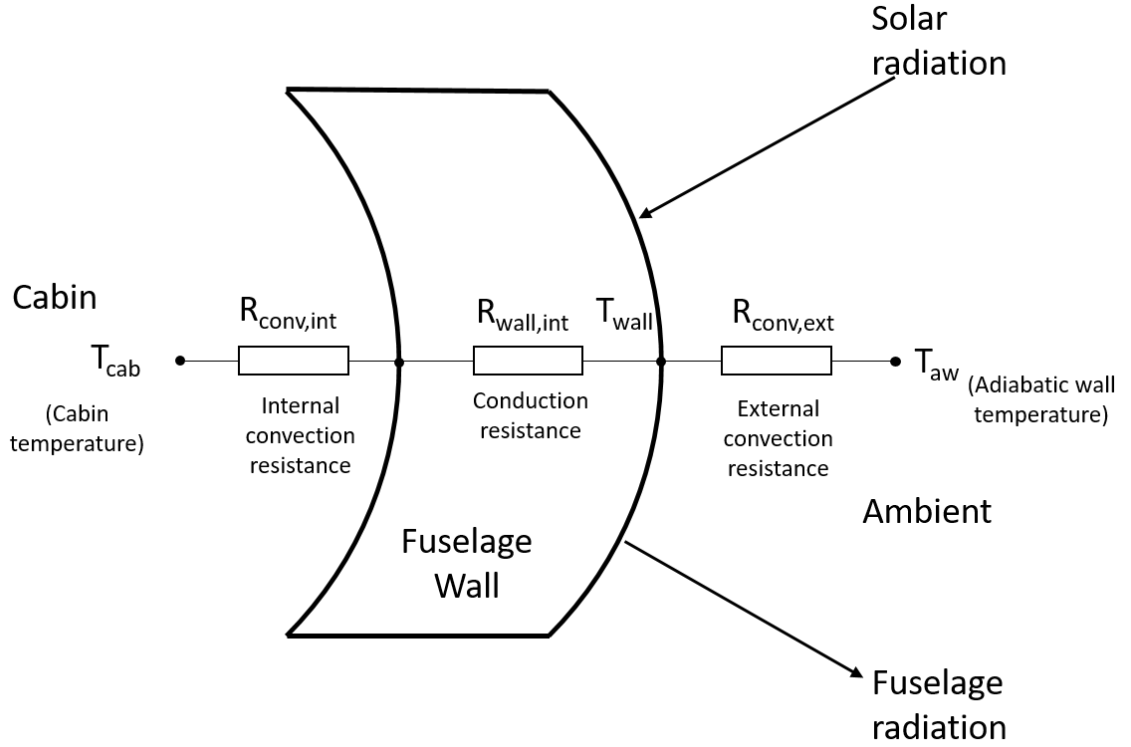 Solar
radiation
Cabin
R_conv,int
R_wall,int
T_wall
R_conv,ext
T_cab
T_aw
(Adiabatic wall
temperature)
(Cabin
temperature)
Internal
convection
resistance
Conduction
resistance
External
convection
resistance
Ambient
Fuselage
Wall
Fuselage
radiation